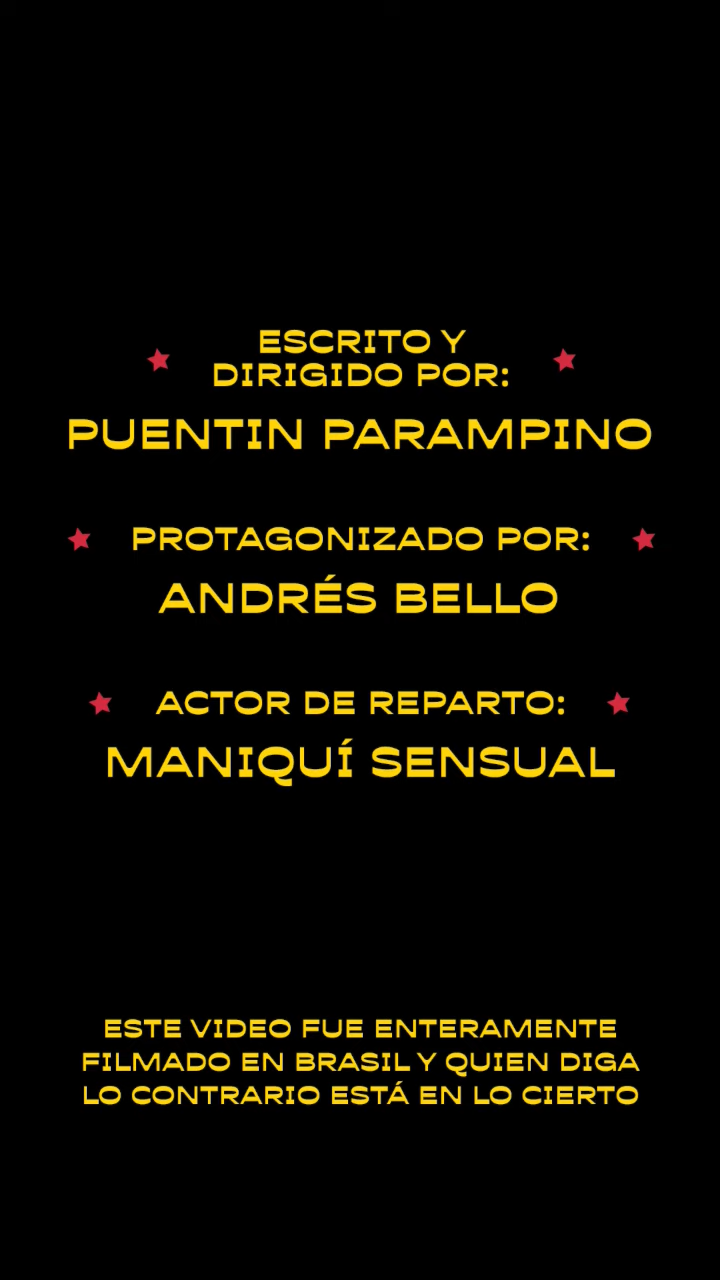 ESCRITO Y
DIRIGIDO POR:
PUENTIN PARAMPINO
PROTAGONIZADO POR:
ANDRÉS BELLO
ACTOR DE REPARTO:
MANIQUÍ SENSUAL
ESTE VIDEO FUE ENTERAMENTE
FILMADO EN BRASIL Y QUIEN DIGA
LO CONTRARIO ESTÁ EN LO CIERTO